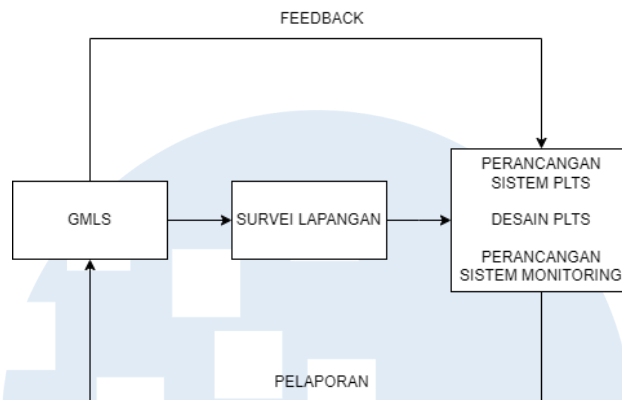 FEEDBACK
GMLS
SURVEI LAPANGAN
PERANCANGAN
SISTEM PLTS
DESAIN PLTS
PERANCANGAN
SISTEM MONITORING
PELAPORAN